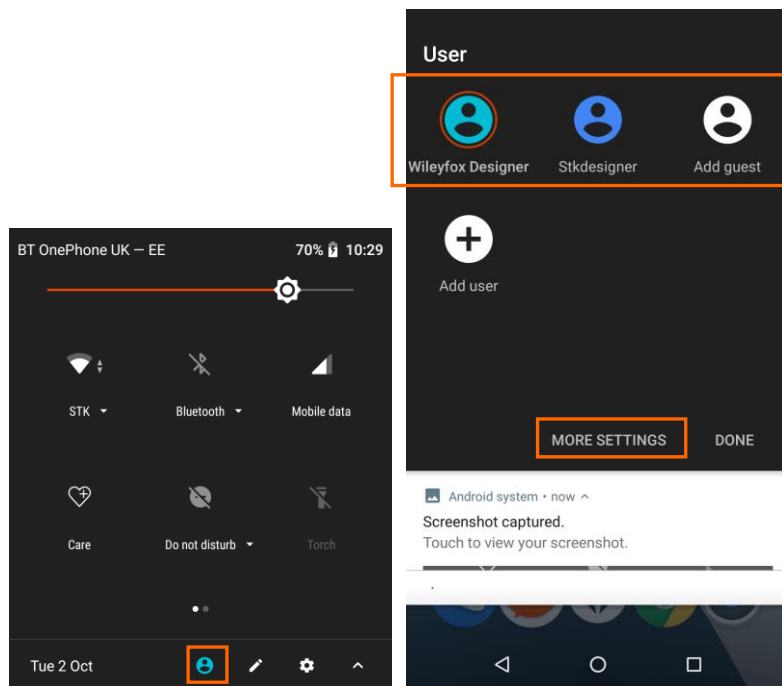 BT OnePhone UK — EE 70% 10:29
STK Bluetooth Mobile data
Care Do not disturb Torch
Tue 2 Oct
User
Wileyfox Designer Stkdesigner Add guest
Add user
MORE SETTINGS DONE
Android system • now
Screenshot captured.
Touch to view your screenshot.